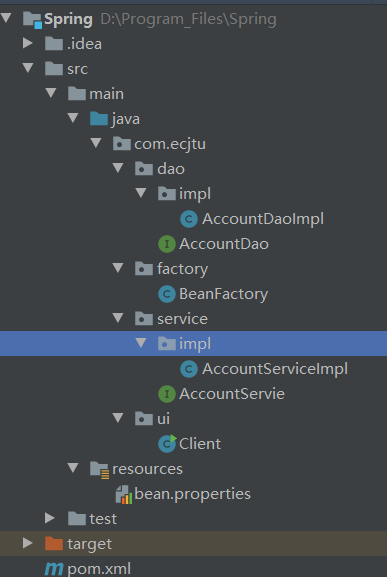 Spring D:\Program_Files\Spring
.idea
src
main
java
com.ecjtu
dao
impl
AccountDaoImpl
AccountDao
factory
BeanFactory
service
impl
AccountServiceImpl
AccountServie
ui
Client
resources
bean.properties
test
target
pom.xml